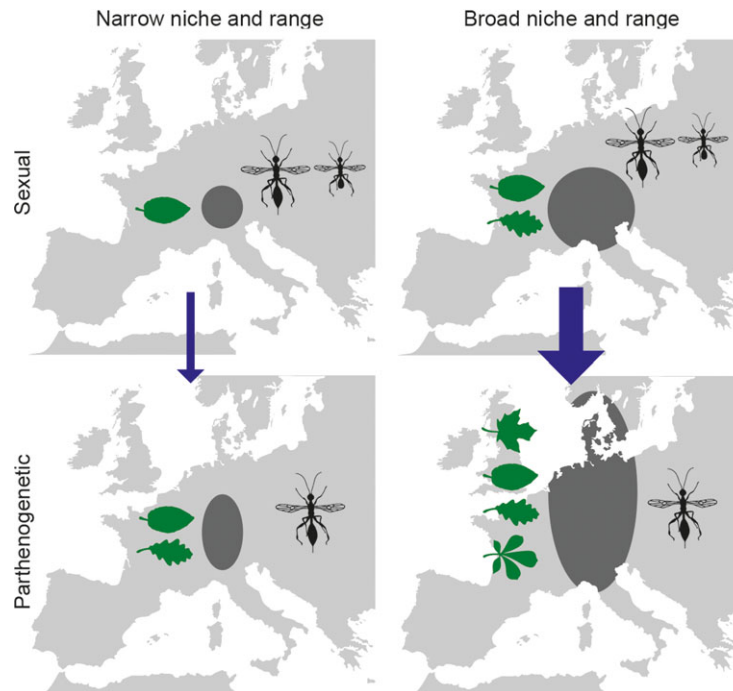 Narrow niche and range
Broad niche and range
Sexual
Parthenogenetic